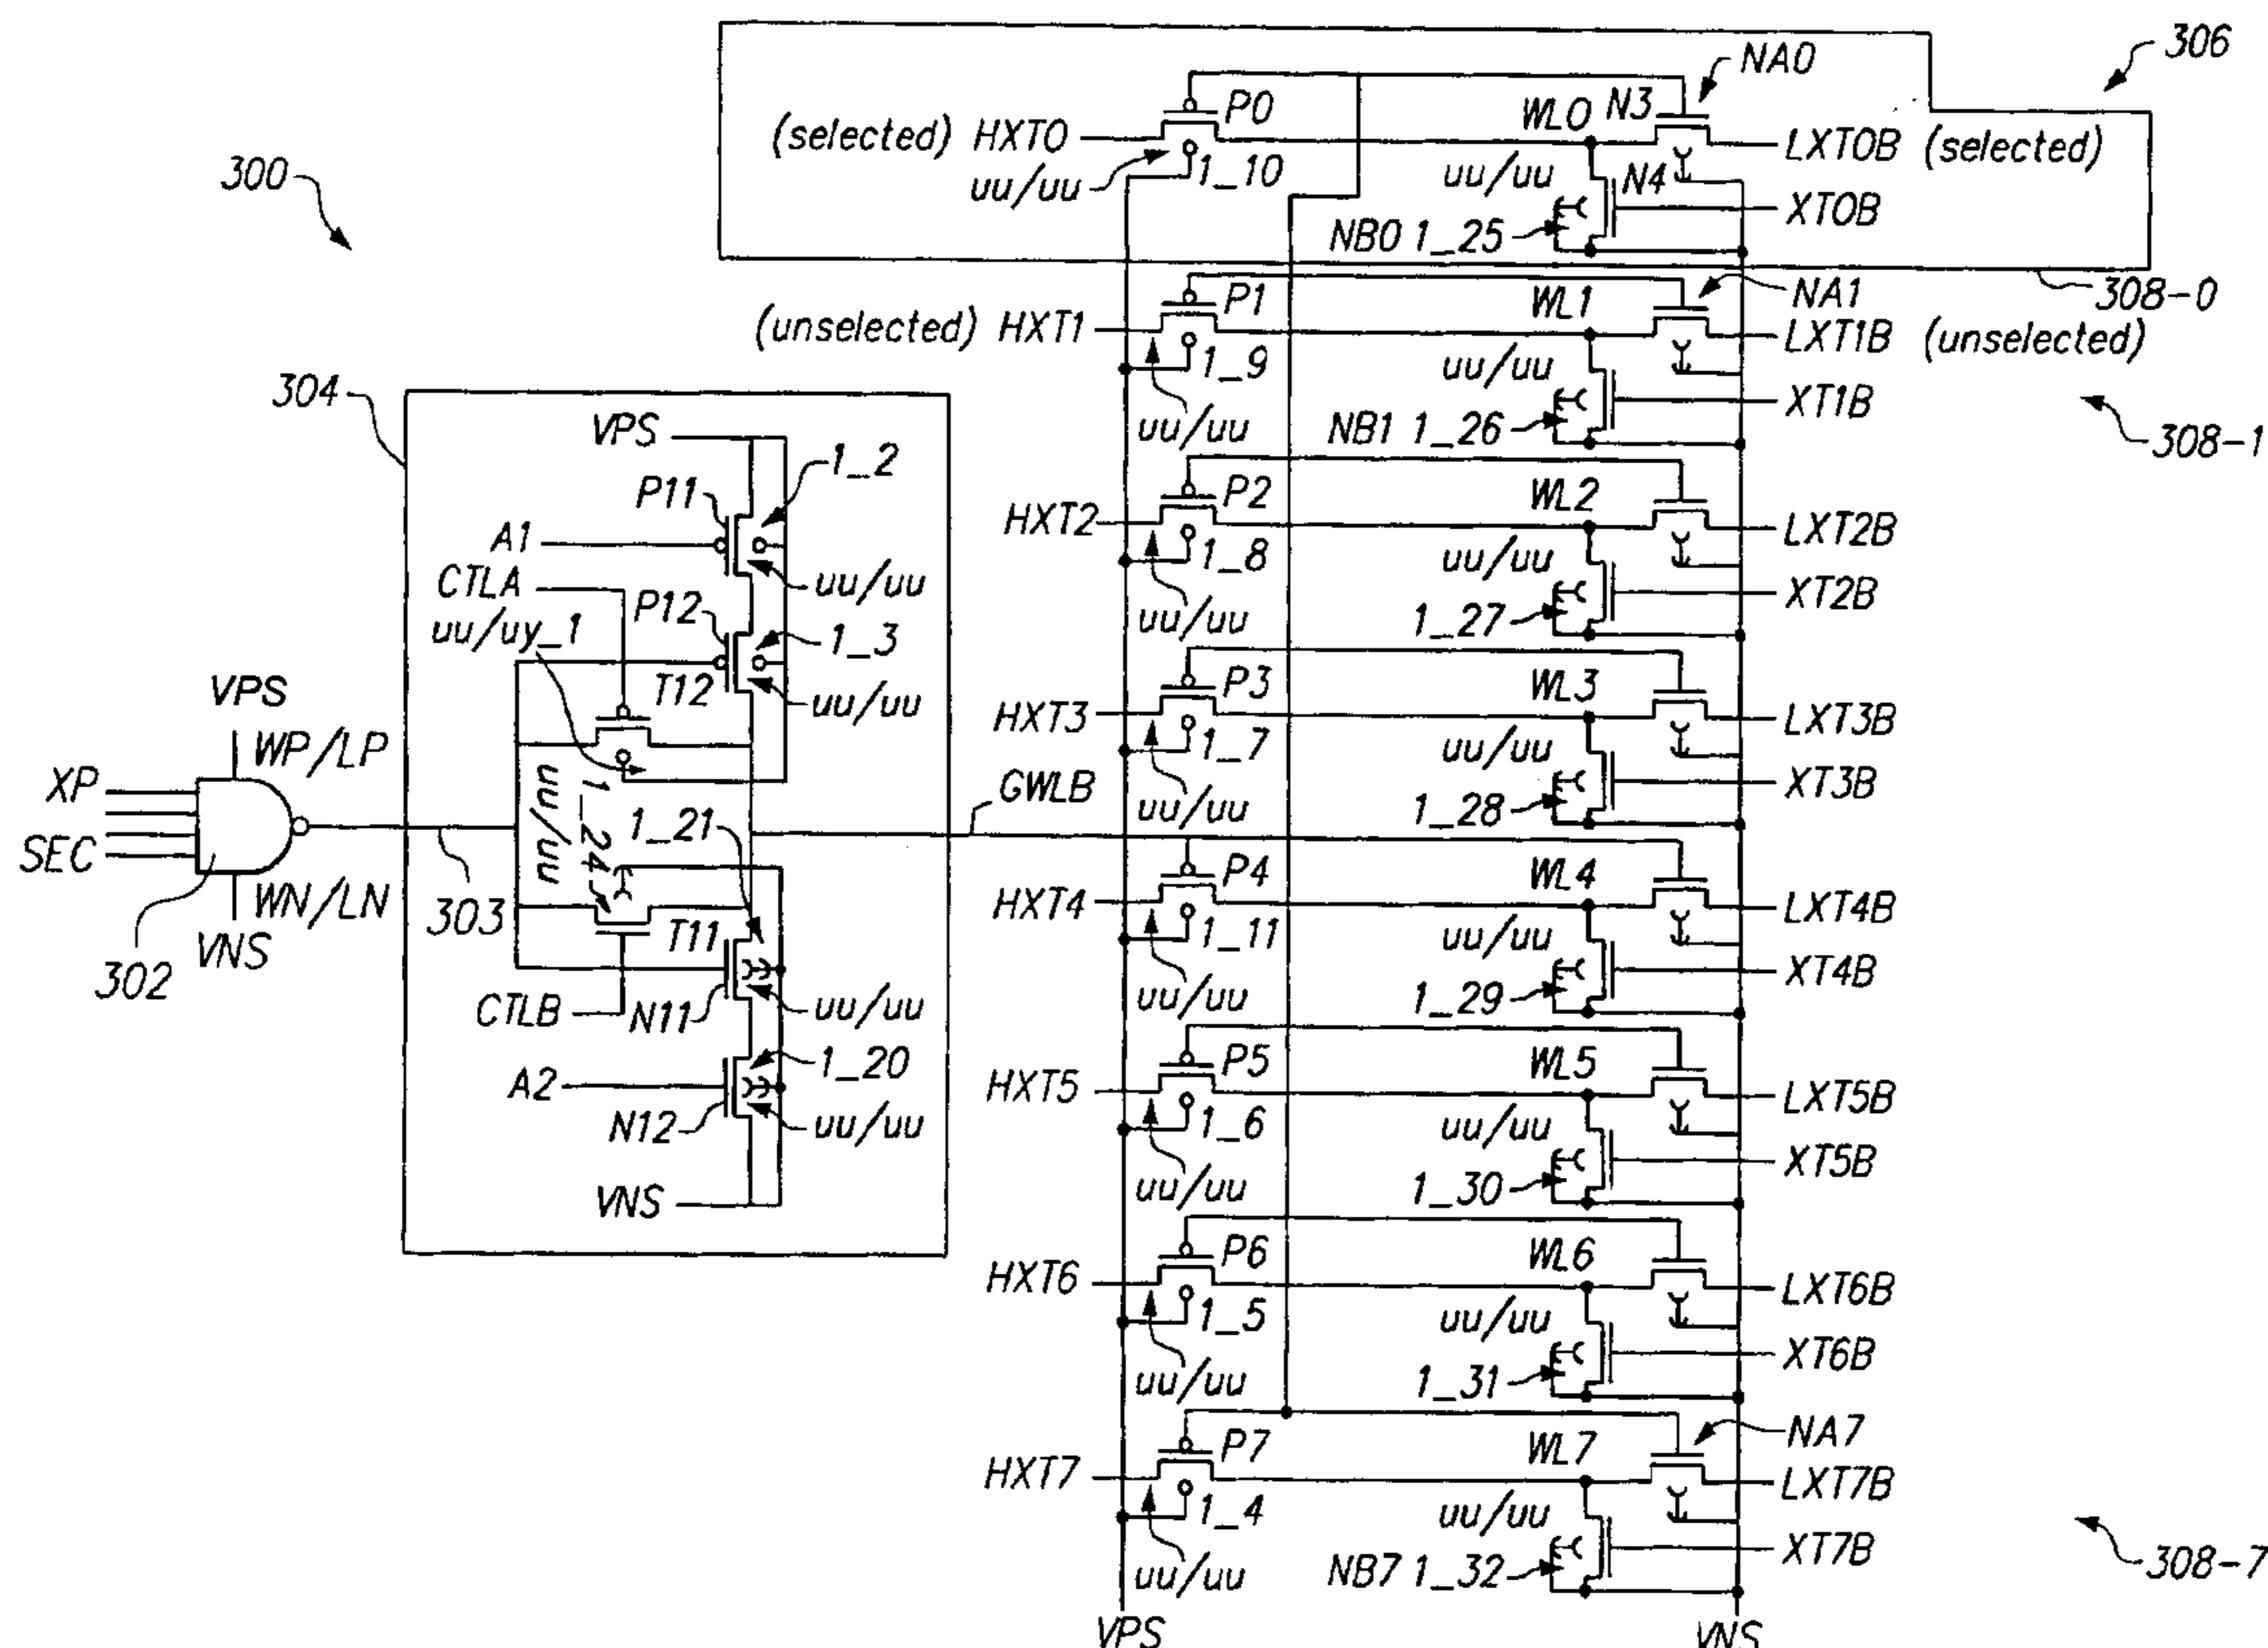 300
306
NA0
(selected) HXT0
P0
WL0
N3
LXT0B (selected)
uu/uu
1_10
uu/uu
N4
XT0B
NB0 1_25
308-0
(unselected) HXT1
P1
WL1
NA1
LXT1B (unselected)
1_9
uu/uu
uu/uu
XT1B
NB1 1_26
308-1
HXT2
P2
WL2
LXT2B
1_8
uu/uu
uu/uu
XT2B
1_27
HXT3
P3
WL3
LXT3B
1_7
uu/uu
uu/uu
XT3B
1_28
HXT4
P4
WL4
LXT4B
1_11
uu/uu
uu/uu
XT4B
1_29
HXT5
P5
WL5
LXT5B
1_6
uu/uu
uu/uu
XT5B
1_30
HXT6
P6
WL6
LXT6B
1_5
uu/uu
uu/uu
XT6B
1_31
HXT7
P7
WL7
NA7
LXT7B
1_4
uu/uu
uu/uu
XT7B
NB7 1_32
308-7
VPS
VNS
304
VPS
1_2
P11
A1
uu/uu
CTLA
P12
uu/uy_1
1_3
T12
uu/uu
VPS
WP/LP
XP
SEC
WN/LN
VNS
302
303
uu/uu
1_24
1_21
GWLB
T11
CTLB
N11
uu/uu
1_20
A2
N12
uu/uu
VNS